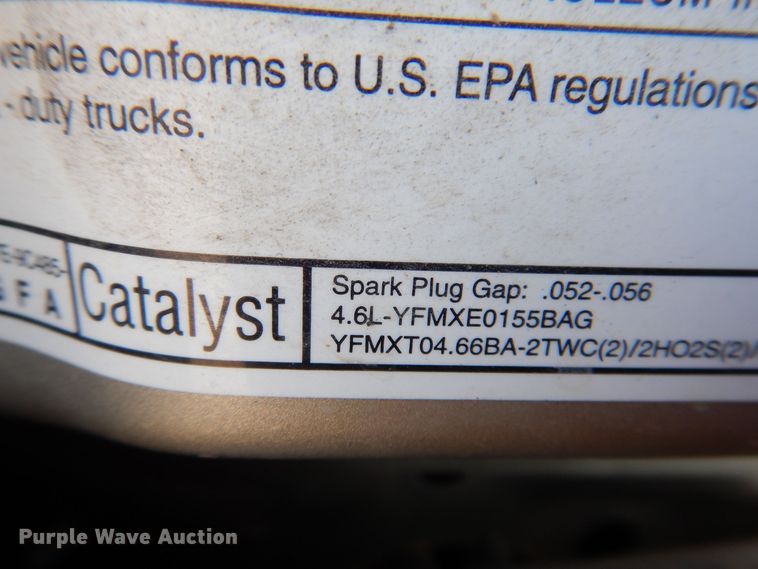 vehicle conforms to U.S. EPA regulations
- duty trucks.
F A
Catalyst
Spark Plug Gap: .052-.056
4.6L-YFMXE0155BAG
YFMXT04.66BA-2TWC(2)/2HO2S(2)/
Purple Wave Auction